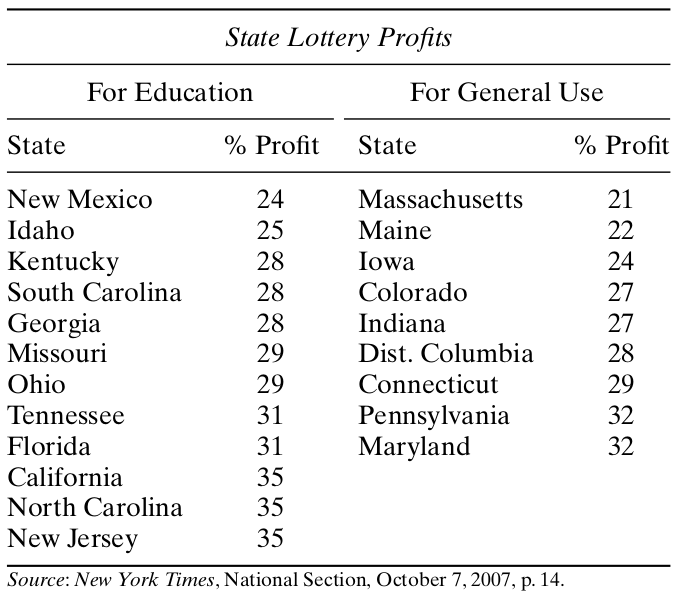 State Lottery Profits
For Education For General Use
State % Profit State % Profit
New Mexico 24 Massachusetts 21
Idaho 25 Maine 22
Kentucky 28 Iowa 24
South Carolina 28 Colorado 27
Georgia 28 Indiana 27
Missouri 29 Dist. Columbia 28
Ohio 29 Connecticut 29
Tennessee 31 Pennsylvania 32
Florida 31 Maryland 32
California 35
North Carolina 35
New Jersey 35
Source: New York Times, National Section, October 7, 2007, p. 14.